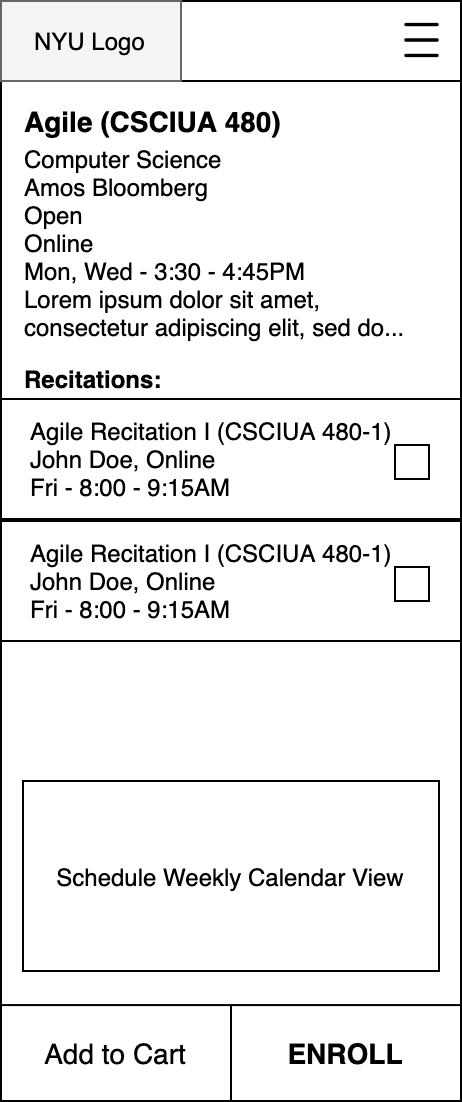 NYU Logo
Agile (CSCIUA 480)
Computer Science
Amos Bloomberg
Open
Online
Mon, Wed - 3:30 - 4:45PM
Lorem ipsum dolor sit amet,
consectetur adipiscing elit, sed do...
Recitations:
Agile Recitation I (CSCIUA 480-1)
John Doe, Online
Fri - 8:00 - 9:15AM
Agile Recitation I (CSCIUA 480-1)
John Doe, Online
Fri - 8:00 - 9:15AM
Schedule Weekly Calendar View
Add to Cart
ENROLL